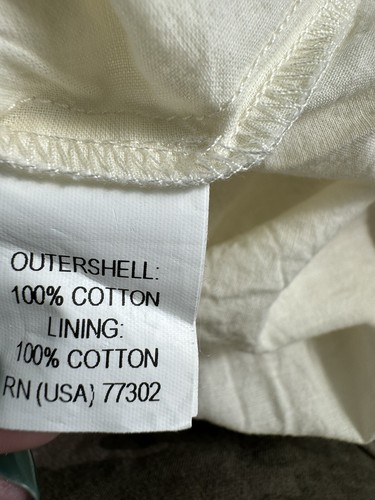 OUTERSHELL:
100% COTTON
LINING:
100% COTTON
RN (USA) 77302